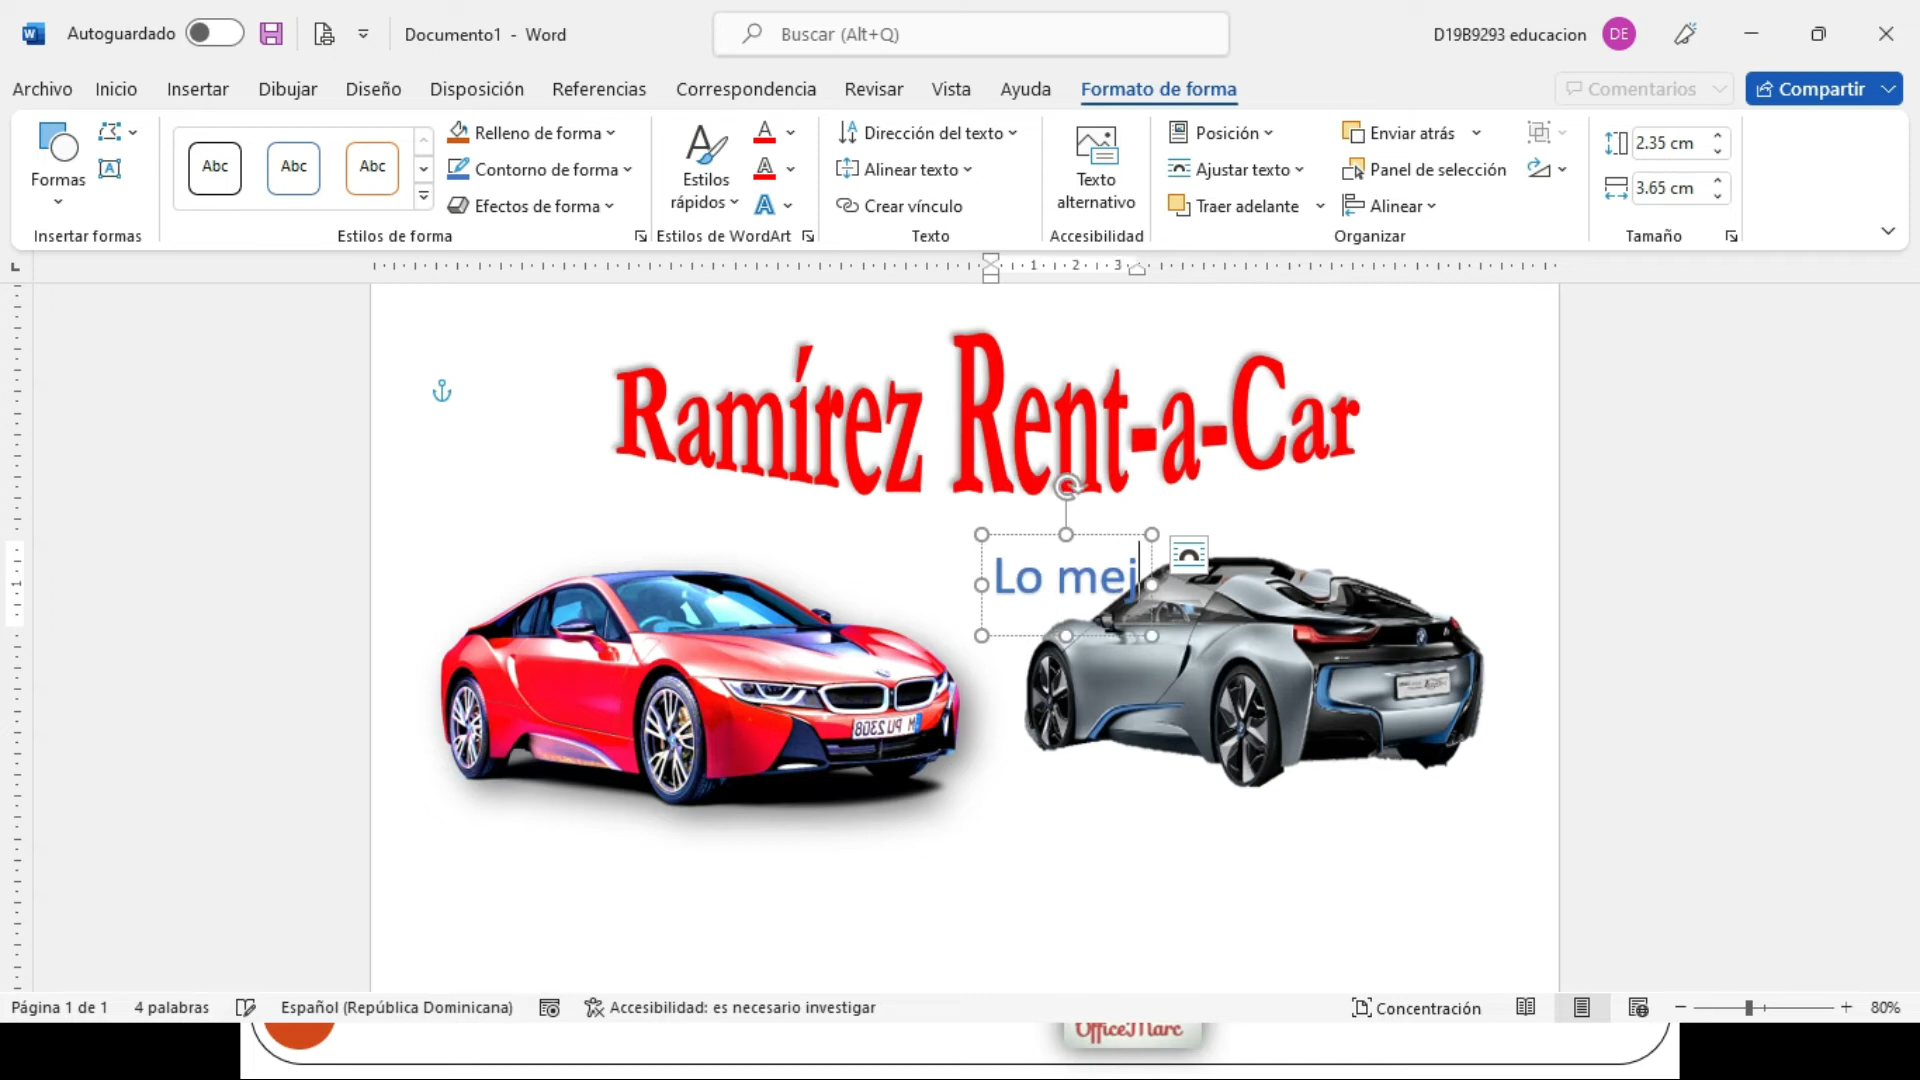 Autoguardado
Documento1 - Word
Buscar (Alt+Q)
D19B9293 educacion
DE
Archivo Inicio Insertar Dibujar Diseño Disposición Referencias Correspondencia Revisar Vista Ayuda Formato de forma
Comentarios
Compartir
Formas
Insertar formas
Abc Abc Abc
Relleno de forma
Contorno de forma
Efectos de forma
Estilos de forma
Estilos rápidos
Estilos de WordArt
Dirección del texto
Alinear texto
Crear vínculo
Texto
Texto alternativo
Accesibilidad
Posición
Ajustar texto
Traer adelante
Enviar atrás
Panel de selección
Alinear
Organizar
2.35 cm
3.65 cm
Tamaño
1 2 3
1
Ramírez Rent-a-Car
Lo mej
Página 1 de 1 4 palabras Español (República Dominicana) Accesibilidad: es necesario investigar Concentración 80%
OfficeMarc